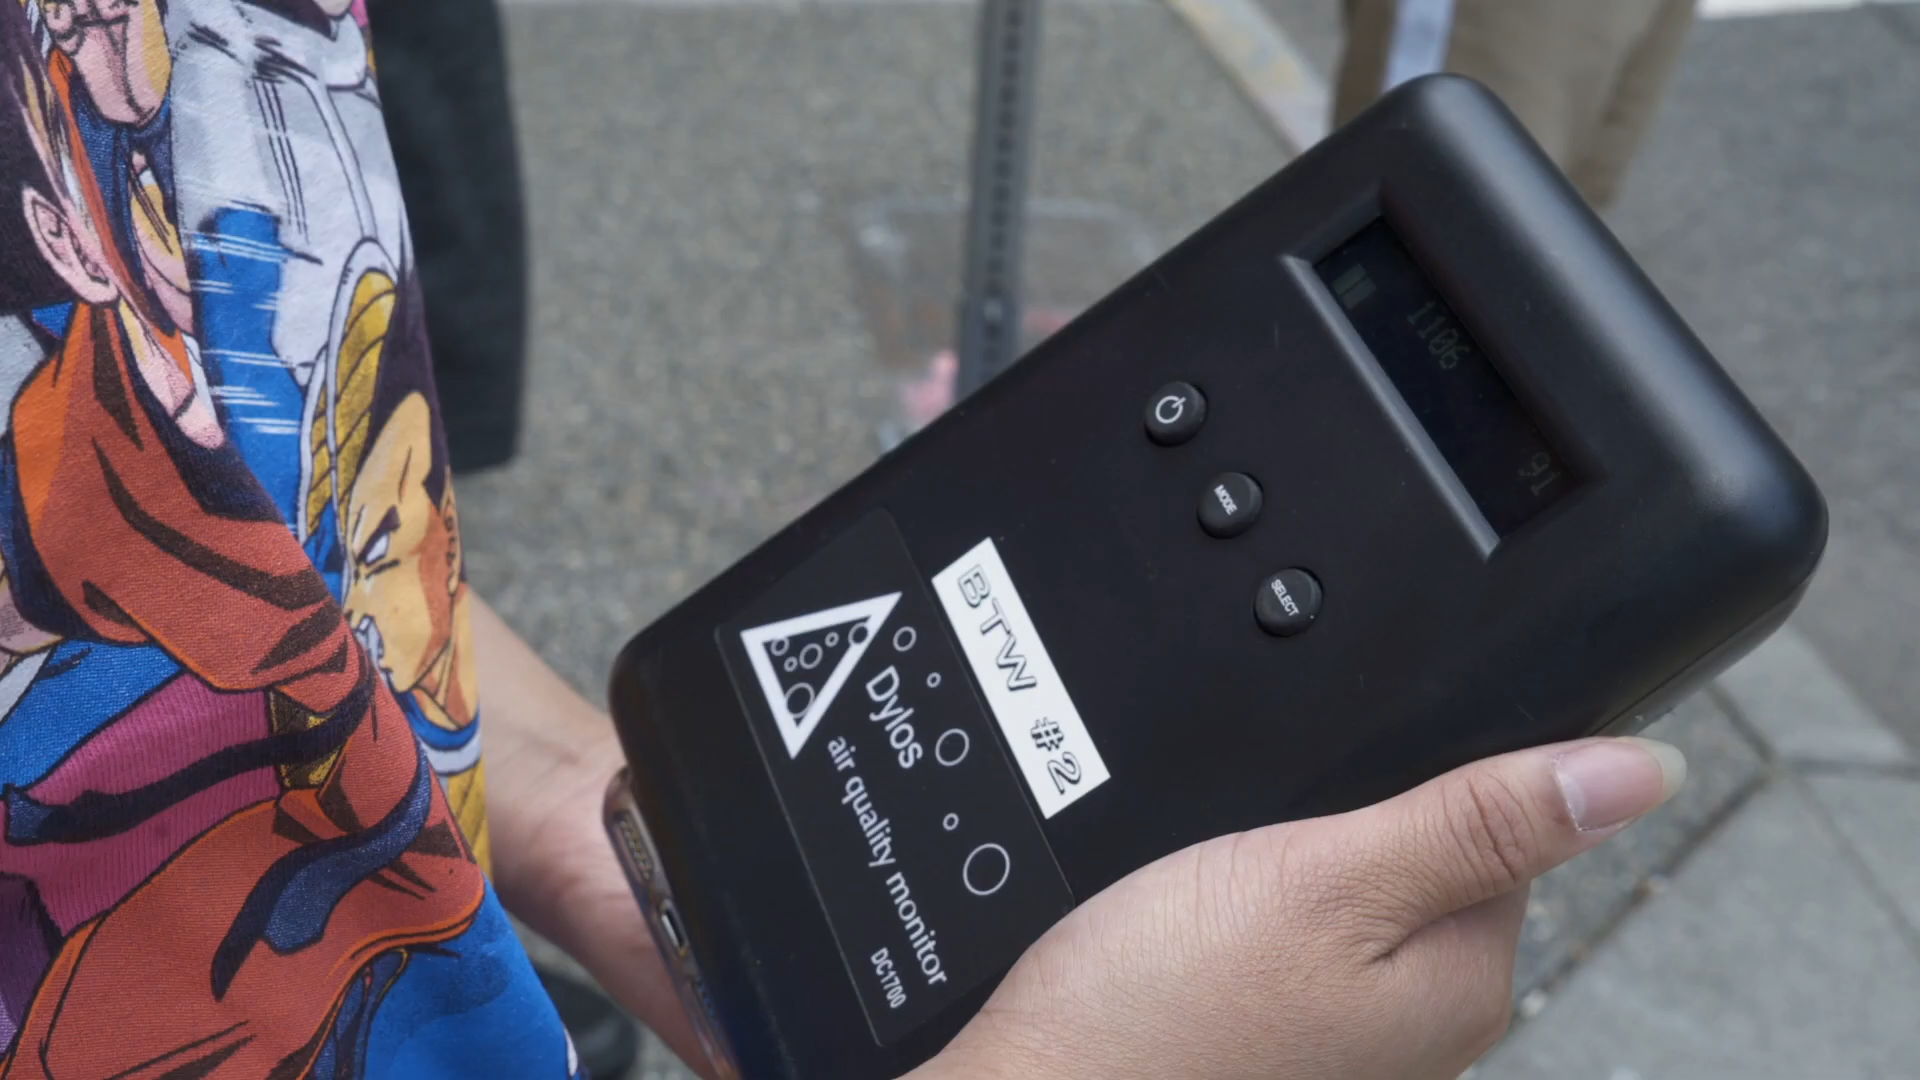 1106
91
MODE
SELECT
BTW #2
Dylos
air quality monitor
DC1700